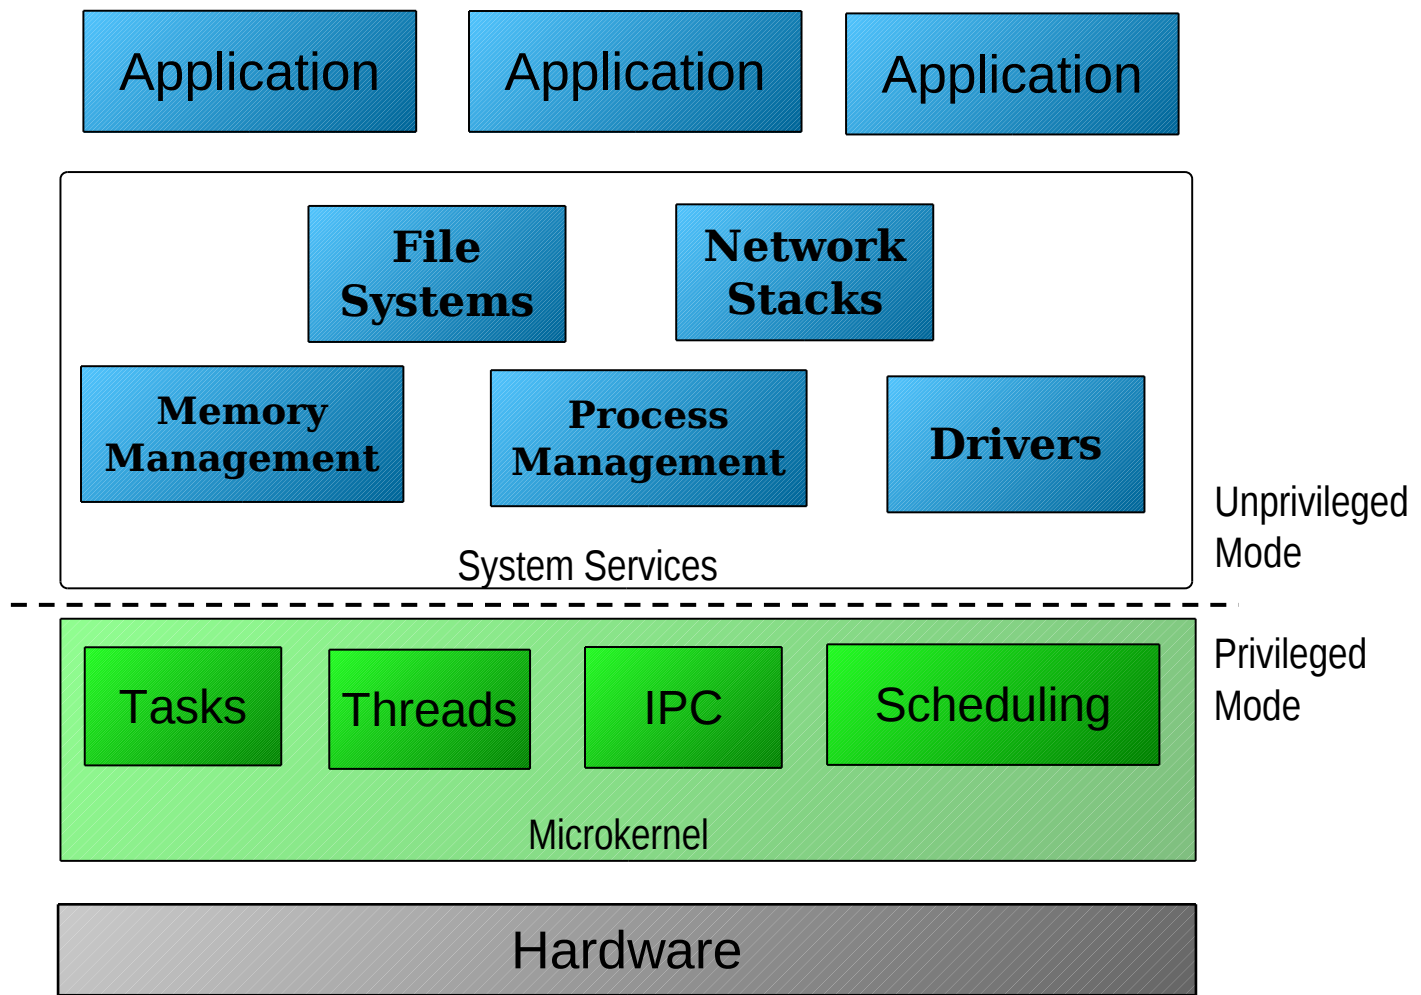 Application
Application
Application
File
Systems
Network
Stacks
Memory
Management
Process
Management
Drivers
System Services
Unprivileged
Mode
Privileged
Mode
Tasks
Threads
IPC
Scheduling
Microkernel
Hardware